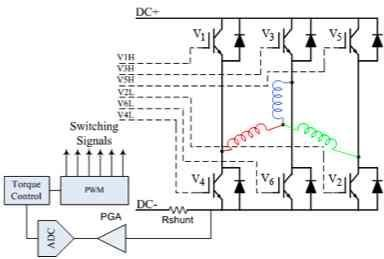 DC+
V1
V3
V5
V1H
V3H
V5H
V2L
V6L
V4L
Switching
Signals
Torque
Control
PWM
PGA
ADC
DC-
Rshunt
V4
V6
V2